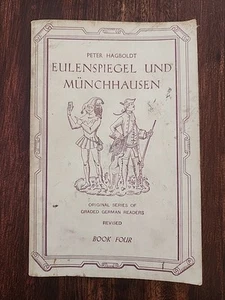 PETER HAGBOLDT
EULENSPIEGEL UND
MÜNCHHAUSEN
ORIGINAL SERIES OF
GRADED GERMAN READERS
REVISED
BOOK FOUR